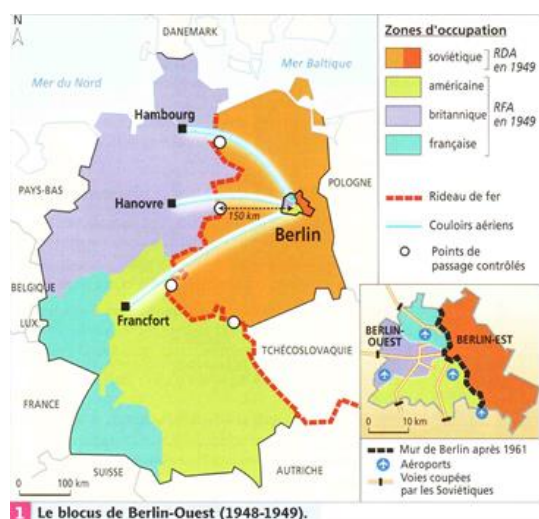 N
DANEMARK
Mer du Nord
Mer Baltique
Hambourg
PAYS-BAS
Hanovre
150 km
POLOGNE
Berlin
BELGIQUE
LUX.
Francfort
TCHÉCOSLOVAQUIE
FRANCE
SUISSE
AUTRICHE
0 100 km
Zones d'occupation
soviétique
RDA
en 1949
américaine
britannique
RFA
en 1949
française
Rideau de fer
Couloirs aériens
Points de
passage contrôlés
BERLIN-
OUEST
BERLIN-EST
0 10 km
Mur de Berlin après 1961
Aéroports
Voies coupées
par les Soviétiques
1 Le blocus de Berlin-Ouest (1948-1949).